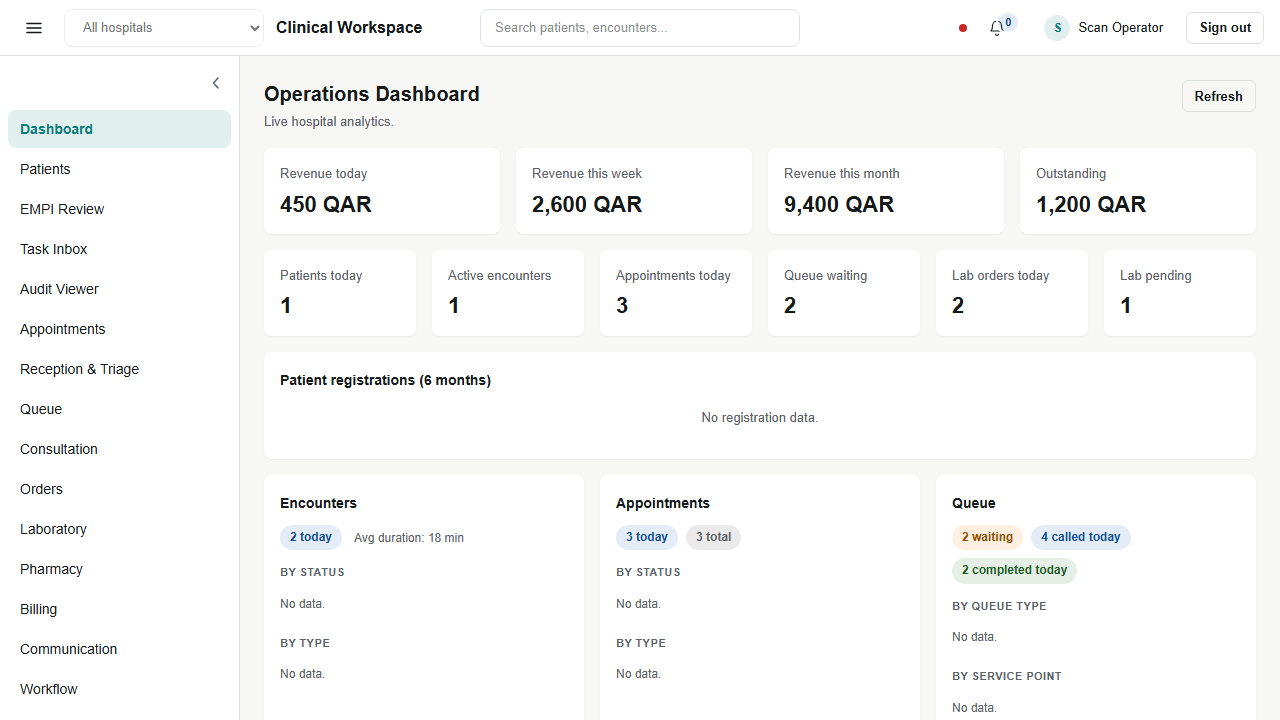 All hospitals
Clinical Workspace
Search patients, encounters...
0
S
Scan Operator
Sign out
Dashboard
Patients
EMPI Review
Task Inbox
Audit Viewer
Appointments
Reception & Triage
Queue
Consultation
Orders
Laboratory
Pharmacy
Billing
Communication
Workflow
Operations Dashboard
Live hospital analytics.
Refresh
Revenue today
450 QAR
Revenue this week
2,600 QAR
Revenue this month
9,400 QAR
Outstanding
1,200 QAR
Patients today
1
Active encounters
1
Appointments today
3
Queue waiting
2
Lab orders today
2
Lab pending
1
Patient registrations (6 months)
No registration data.
Encounters
2 today
Avg duration: 18 min
BY STATUS
No data.
BY TYPE
No data.
Appointments
3 today
3 total
BY STATUS
No data.
BY TYPE
No data.
Queue
2 waiting
4 called today
2 completed today
BY QUEUE TYPE
No data.
BY SERVICE POINT
No data.